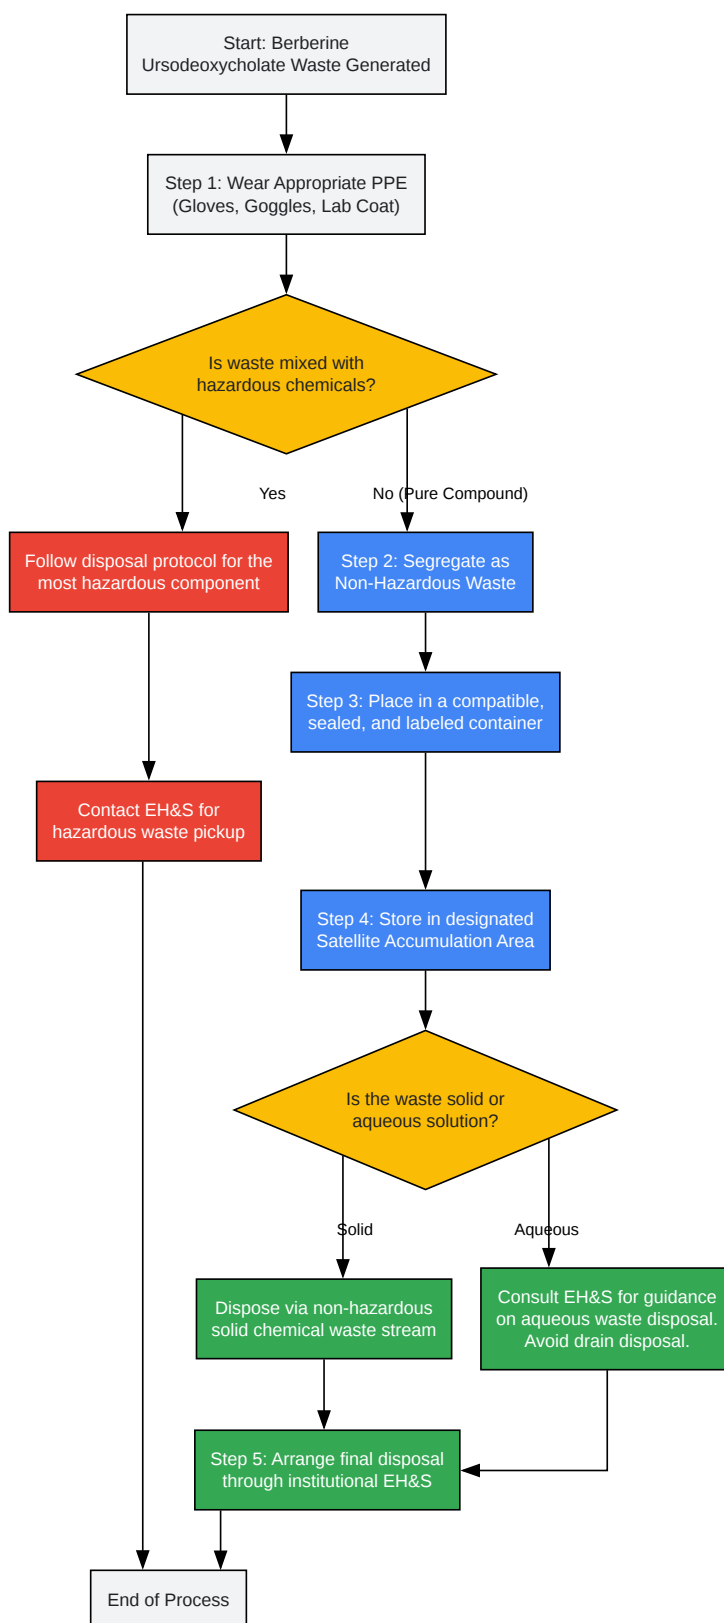 Start: Berberine
Ursodeoxycholate Waste Generated
Step 1: Wear Appropriate PPE
(Gloves, Goggles, Lab Coat)
Is waste mixed with
hazardous chemicals?
Yes
No (Pure Compound)
Follow disposal protocol for the
most hazardous component
Step 2: Segregate as
Non-Hazardous Waste
Step 3: Place in a compatible,
sealed, and labeled container
Contact EH&S for
hazardous waste pickup
Step 4: Store in designated
Satellite Accumulation Area
Is the waste solid or
aqueous solution?
Solid
Aqueous
Dispose via non-hazardous
solid chemical waste stream
Consult EH&S for guidance
on aqueous waste disposal.
Avoid drain disposal.
Step 5: Arrange final disposal
through institutional EH&S
End of Process